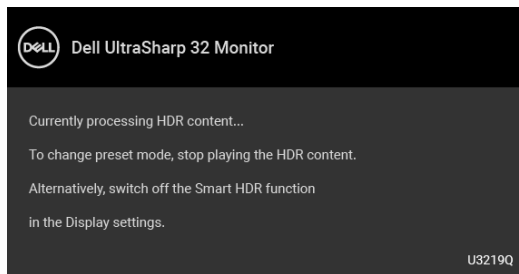 DELL
Dell UltraSharp 32 Monitor
Currently processing HDR content...
To change preset mode, stop playing the HDR content.
Alternatively, switch off the Smart HDR function
in the Display settings.
U3219Q